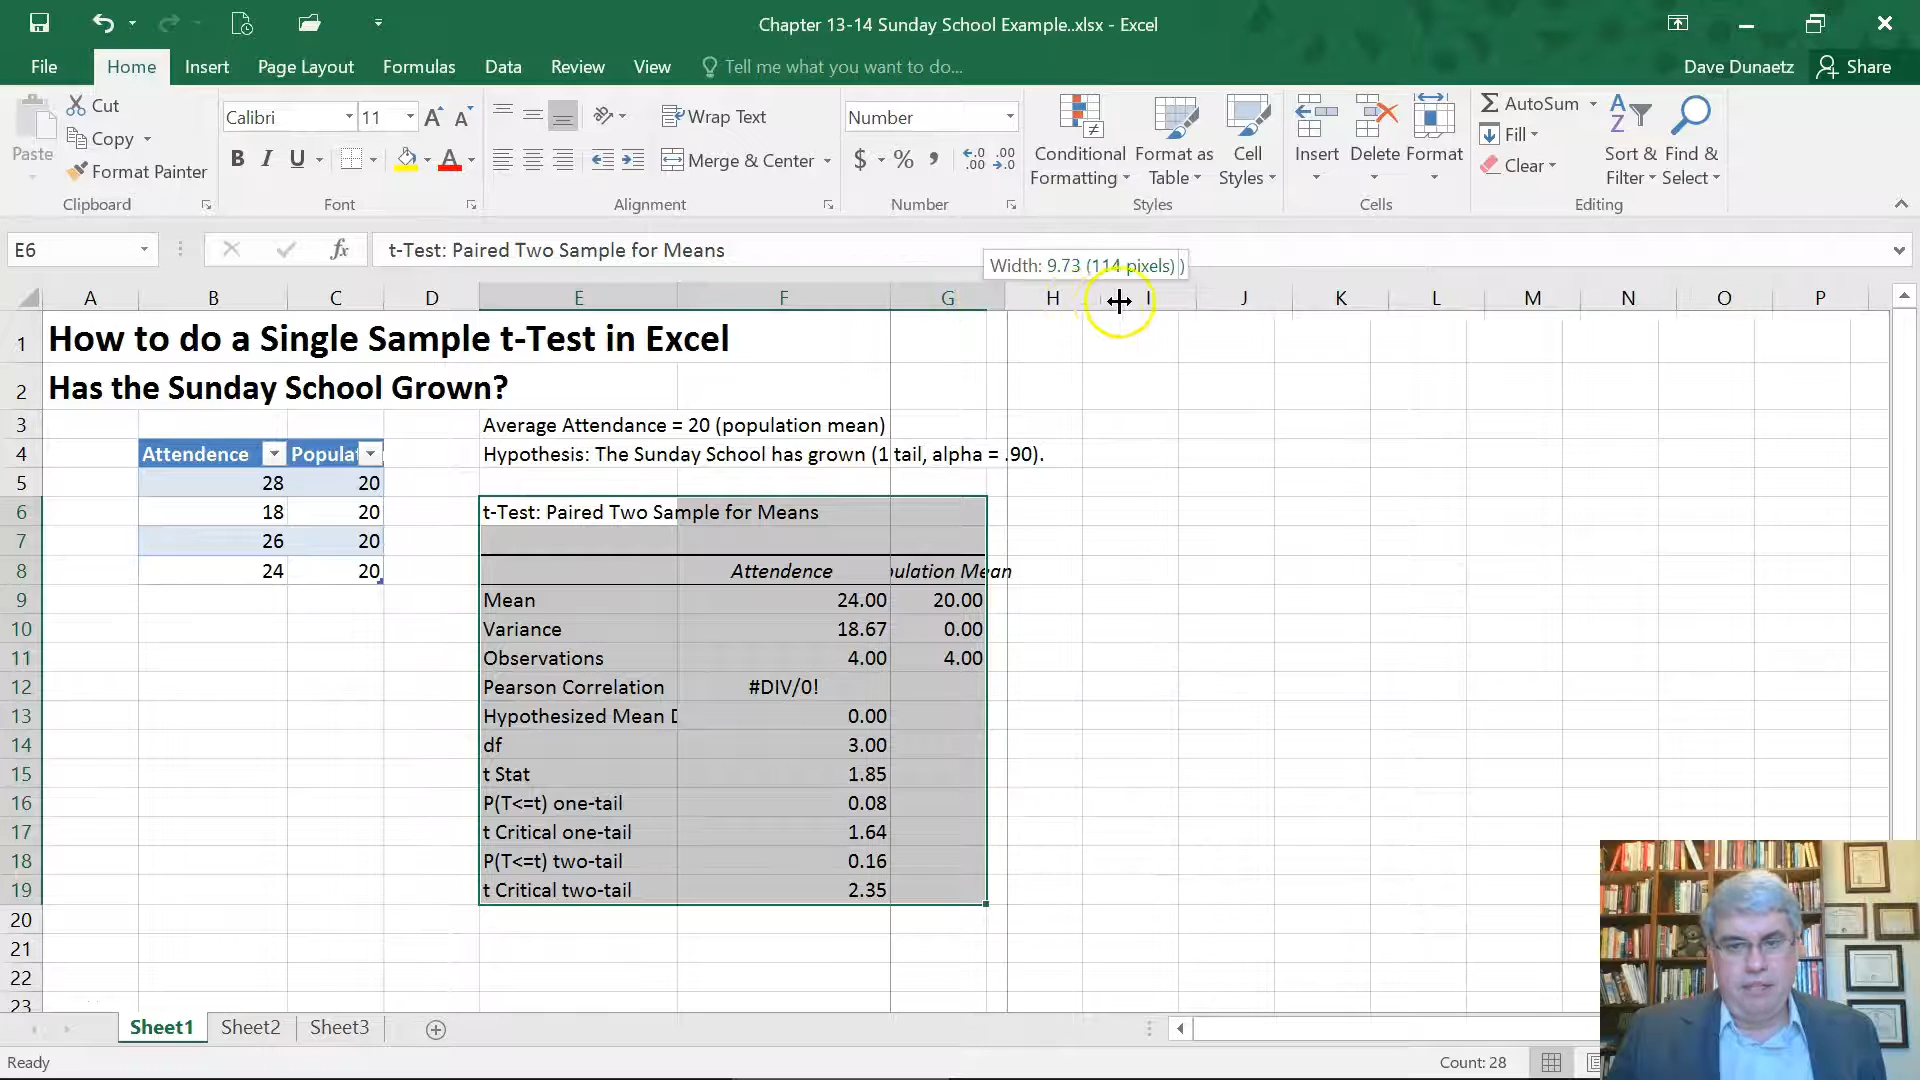 Chapter 13-14 Sunday School Example..xlsx - Excel
File Home Insert Page Layout Formulas Data Review View Tell me what you want to do... Dave Dunaetz Share
Cut
Copy
Format Painter
Paste
Clipboard
Calibri 11
B I U
Font
Wrap Text
Merge & Center
Alignment
Number
$ % ,
Number
Conditional Formatting
Format as Table
Cell Styles
Styles
Insert Delete Format
Cells
AutoSum
Fill
Clear
Sort & Filter
Find & Select
Editing
E6 fx t-Test: Paired Two Sample for Means
Width: 9.73 (114 pixels)
A B C D E F G H I J K L M N O P
1 How to do a Single Sample t-Test in Excel
2 Has the Sunday School Grown?
3 Average Attendance = 20 (population mean)
4 Attendence Populat Hypothesis: The Sunday School has grown (1 tail, alpha = .90).
5 28 20
6 18 20 t-Test: Paired Two Sample for Means
7 26 20
8 24 20 Attendence pulation Mean
9 Mean 24.00 20.00
10 Variance 18.67 0.00
11 Observations 4.00 4.00
12 Pearson Correlation #DIV/0!
13 Hypothesized Mean D 0.00
14 df 3.00
15 t Stat 1.85
16 P(T<=t) one-tail 0.08
17 t Critical one-tail 1.64
18 P(T<=t) two-tail 0.16
19 t Critical two-tail 2.35
20
21
22
23
Sheet1 Sheet2 Sheet3
Ready Count: 28